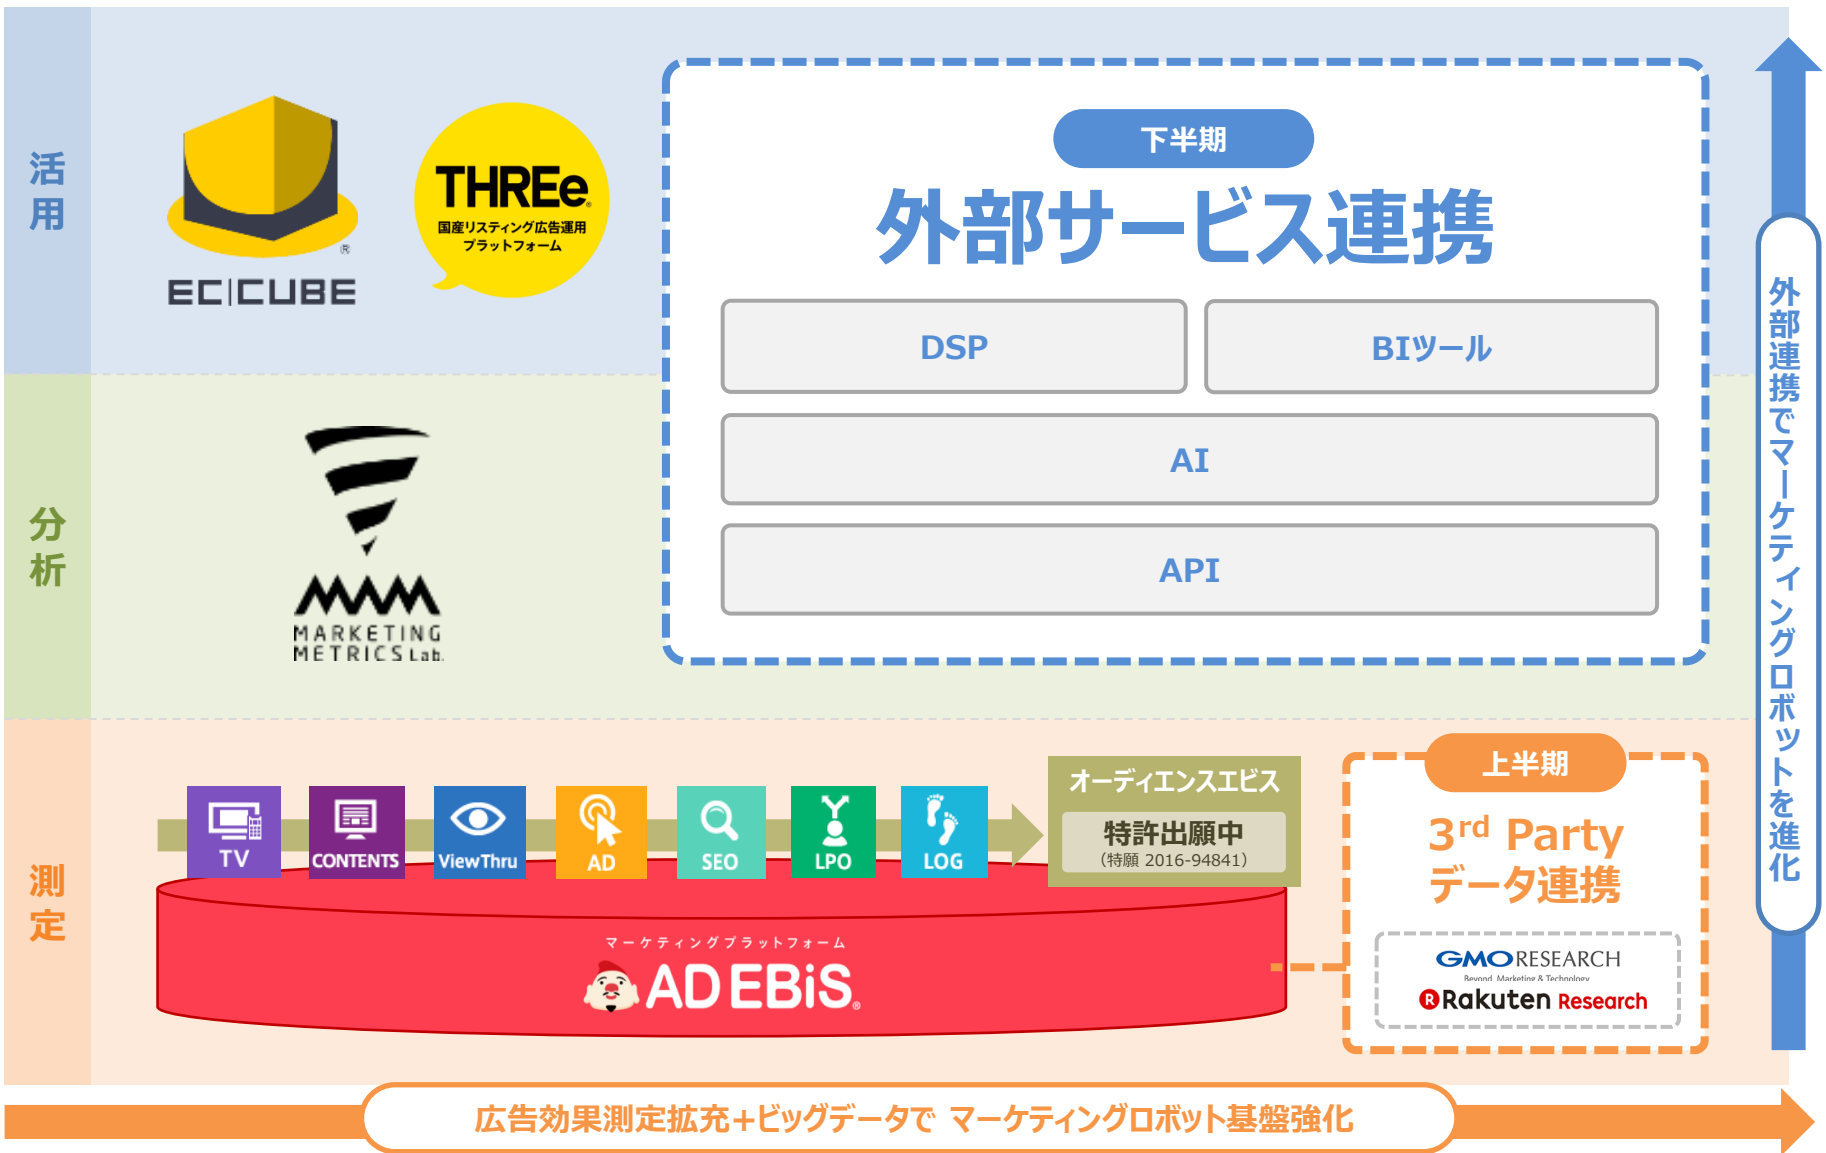 活用
EC|CUBE
®
THREe®
国産リスティング広告運用
プラットフォーム
下半期
外部サービス連携
DSP
BIツール
AI
API
分析
MARKETING
METRICS Lab.
外部連携でマーケティングロボットを進化
測定
TV
CONTENTS
ViewThru
AD
SEO
LPO
LOG
オーディエンスエビス
特許出願中
（特願 2016-94841）
マーケティングプラットフォーム
AD EBiS®
上半期
3rd Party
データ連携
GMO RESEARCH
Beyond Marketing & Technology
Rakuten Research
広告効果測定拡充+ビッグデータで マーケティングロボット基盤強化